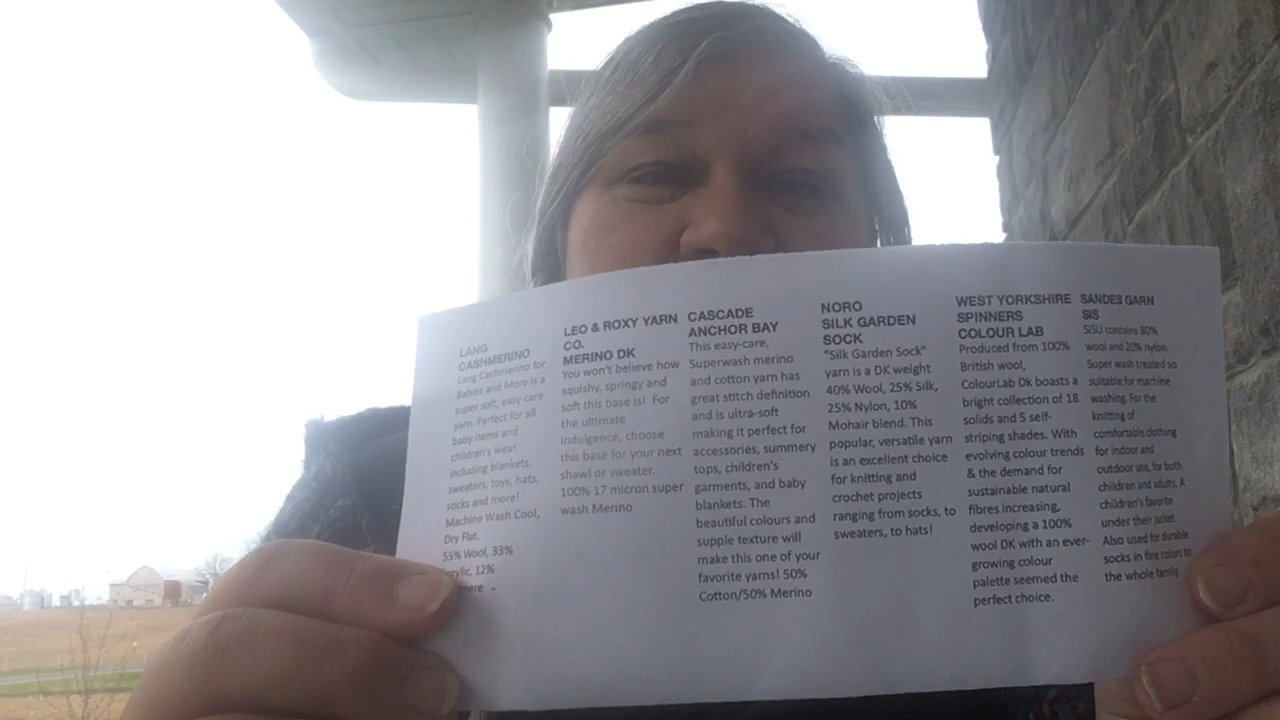 LANG
CASHMERINO
Lang Cashmerino for
Babies and More is a
super soft, easy care
yarn. Perfect for all
baby items and
children's wear,
including blankets,
sweaters, toys, hats,
socks and more!
Machine Wash Cool,
Dry Flat.
55% Wool, 33%
12%
-
LEO & ROXY YARN
CO.
MERINO DK
You won't believe how
squishy, springy and
soft this base is! For
the ultimate
indulgence, choose
this base for your next
shawl or sweater.
100% 17 micron super
wash Merino
CASCADE
ANCHOR BAY
This easy-care,
Superwash merino
and cotton yarn has
great stitch definition
and is ultra-soft
making it perfect for
accessories, summery
tops, children's
garments, and baby
blankets. The
beautiful colours and
supple texture will
make this one of your
favorite yarns! 50%
Cotton/50% Merino
NORO
SILK GARDEN
SOCK
"Silk Garden Sock"
yarn is a DK weight
40% Wool, 25% Silk,
25% Nylon, 10%
Mohair blend. This
popular, versatile yarn
is an excellent choice
for knitting and
crochet projects
ranging from socks, to
sweaters, to hats!
WEST YORKSHIRE
SPINNERS
COLOUR LAB
Produced from 100%
British wool,
ColourLab Dk boasts a
bright collection of 18
solids and 5 self-
striping shades. With
evolving colour trends
& the demand for
sustainable natural
fibres increasing,
developing a 100%
wool DK with an ever-
growing colour
palette seemed the
perfect choice.
SANDES GARN
SIS
SISU contains 80%
wool and 20% nylon.
Super wash treated so
suitable for machine
washing. For the
knitting of
comfortable clothing
for indoor and
outdoor use, for both
children and adults. A
children's favorite
under their jacket.
Also used for durable
socks in fine colors to
the whole family